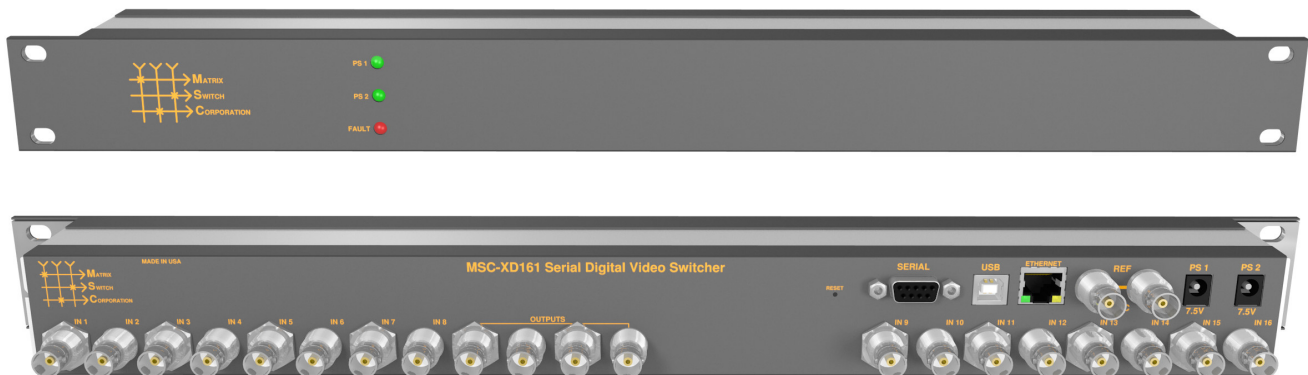 MATRIX
SWITCH
CORPORATION
PS 1
PS 2
FAULT
MATRIX
SWITCH
CORPORATION
MADE IN USA
MSC-XD161 Serial Digital Video Switcher
RESET
SERIAL
USB
ETHERNET
REF
PS 1
PS 2
7.5V
7.5V
IN 1
IN 2
IN 3
IN 4
IN 5
IN 6
IN 7
IN 8
OUTPUTS
IN 9
IN 10
IN 11
IN 12
IN 13
IN 14
IN 15
IN 16